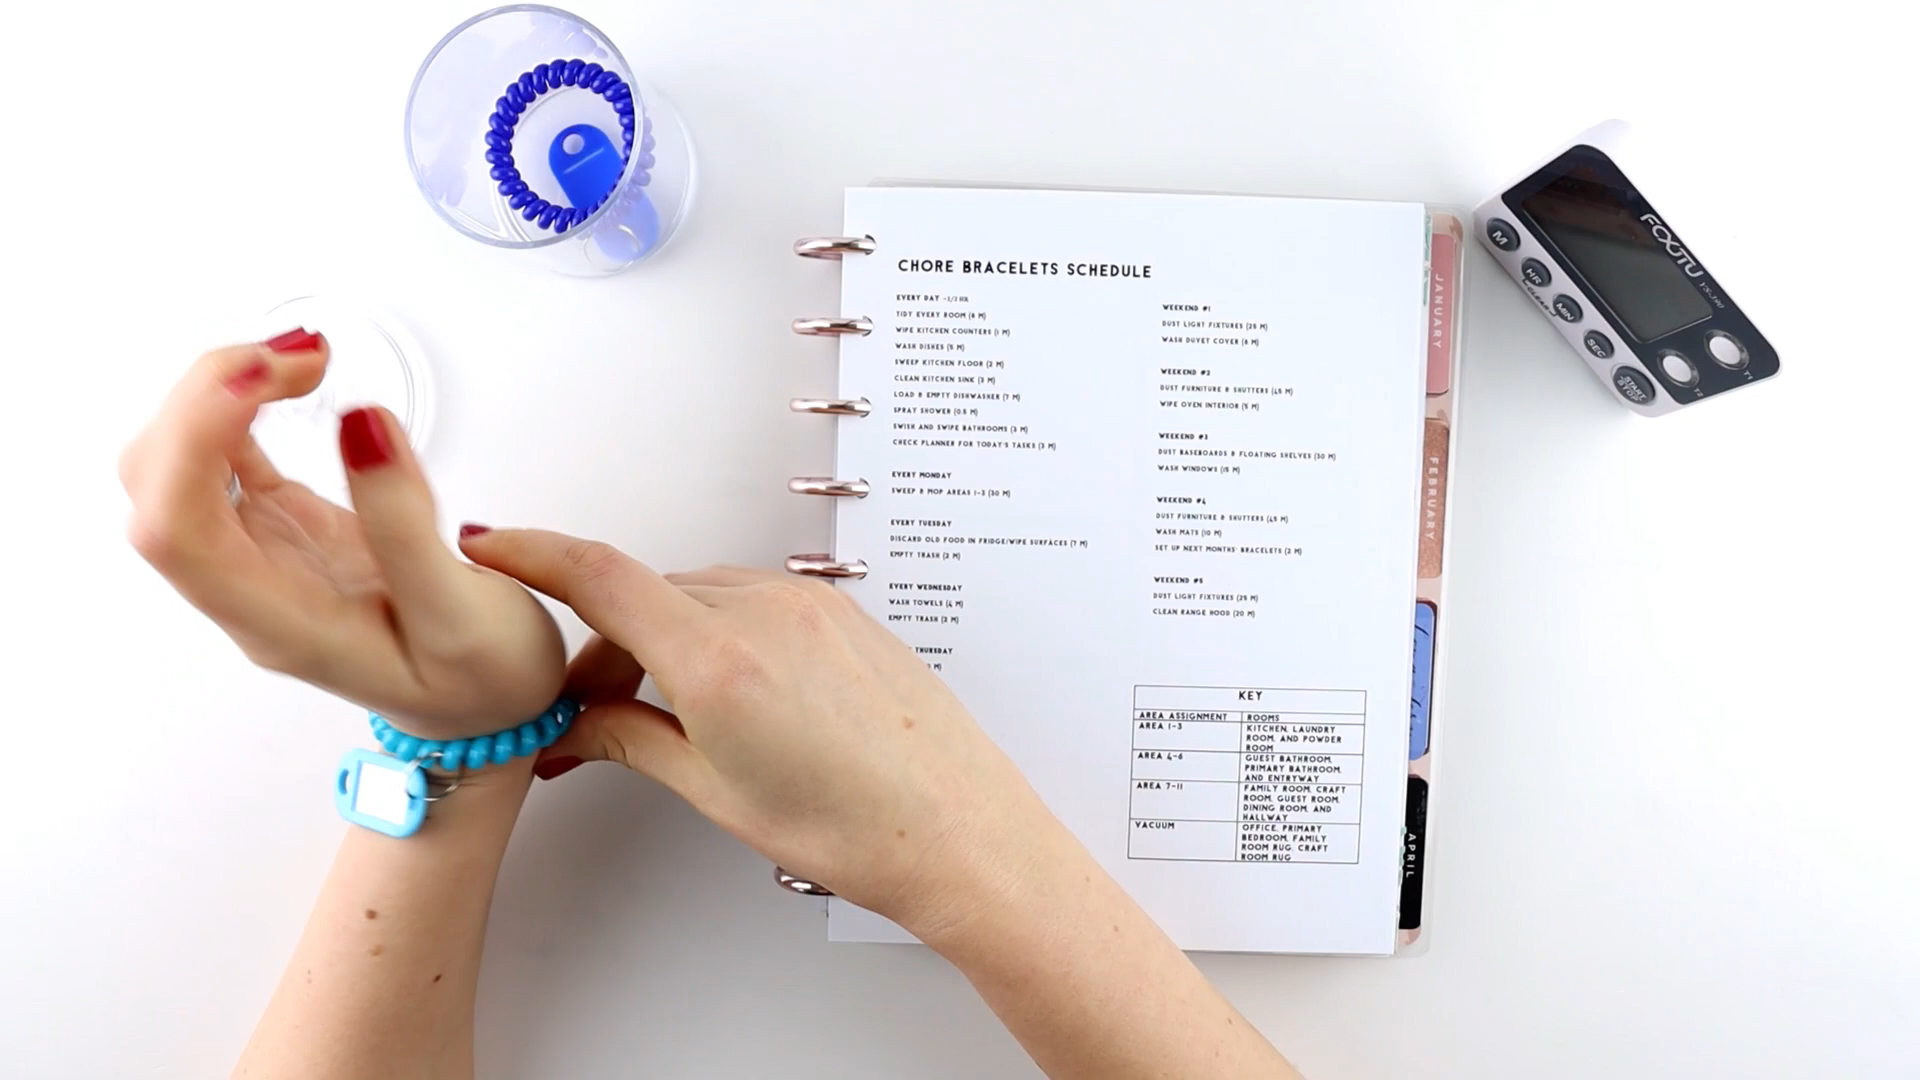 CHORE BRACELETS SCHEDULE
EVERY DAY ~1/2 HR
TIDY EVERY ROOM (8 M)
WIPE KITCHEN COUNTERS (1 M)
WASH DISHES (5 M)
SWEEP KITCHEN FLOOR (2 M)
CLEAN KITCHEN SINK (3 M)
LOAD & EMPTY DISHWASHER (7 M)
SPRAY SHOWER (0.5 M)
SWISH AND SWIPE BATHROOMS (3 M)
CHECK PLANNER FOR TODAY'S TASKS (3 M)
EVERY MONDAY
SWEEP & MOP AREAS 1-3 (30 M)
EVERY TUESDAY
DISCARD OLD FOOD IN FRIDGE/WIPE SURFACES (7 M)
EMPTY TRASH (2 M)
EVERY WEDNESDAY
WASH TOWELS (4 M)
EMPTY TRASH (2 M)
THURSDAY
M)
WEEKEND #1
DUST LIGHT FIXTURES (25 M)
WASH DUVET COVER (8 M)
WEEKEND #2
DUST FURNITURE & SHUTTERS (45 M)
WIPE OVEN INTERIOR (5 M)
WEEKEND #3
DUST BASEBOARDS & FLOATING SHELVES (30 M)
WASH WINDOWS (15 M)
WEEKEND #4
DUST FURNITURE & SHUTTERS (45 M)
WASH MATS (10 M)
SET UP NEXT MONTHS' BRACELETS (2 M)
WEEKEND #5
DUST LIGHT FIXTURES (25 M)
CLEAN RANGE HOOD (20 M)
KEY
AREA ASSIGNMENT ROOMS
AREA 1-3 KITCHEN, LAUNDRY
ROOM, AND POWDER
ROOM
AREA 4-6 GUEST BATHROOM,
PRIMARY BATHROOM,
AND ENTRYWAY
AREA 7-11 FAMILY ROOM, CRAFT
ROOM, GUEST ROOM,
DINING ROOM, AND
HALLWAY
VACUUM OFFICE, PRIMARY
BEDROOM, FAMILY
ROOM RUG, CRAFT
ROOM RUG
JANUARY
FEBRUARY
APRIL
FCXJTU YS-390
M
HR
CLEAR
MIN
SEC
START
STOP
T1
T2